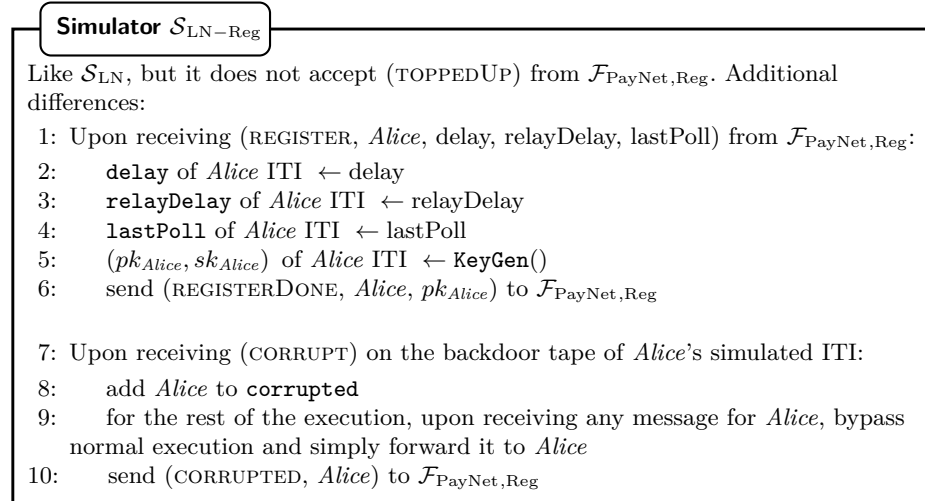 Simulator 𝒮_LN−Reg
Like 𝒮_LN, but it does not accept (TOPPEDUP) from ℱ_PayNet,Reg. Additional
differences:
1: Upon receiving (REGISTER, Alice, delay, relayDelay, lastPoll) from ℱ_PayNet,Reg:
2: delay of Alice ITI ← delay
3: relayDelay of Alice ITI ← relayDelay
4: lastPoll of Alice ITI ← lastPoll
5: (pk_Alice, sk_Alice) of Alice ITI ← KeyGen()
6: send (REGISTERDONE, Alice, pk_Alice) to ℱ_PayNet,Reg
7: Upon receiving (CORRUPT) on the backdoor tape of Alice's simulated ITI:
8: add Alice to corrupted
9: for the rest of the execution, upon receiving any message for Alice, bypass
normal execution and simply forward it to Alice
10: send (CORRUPTED, Alice) to ℱ_PayNet,Reg